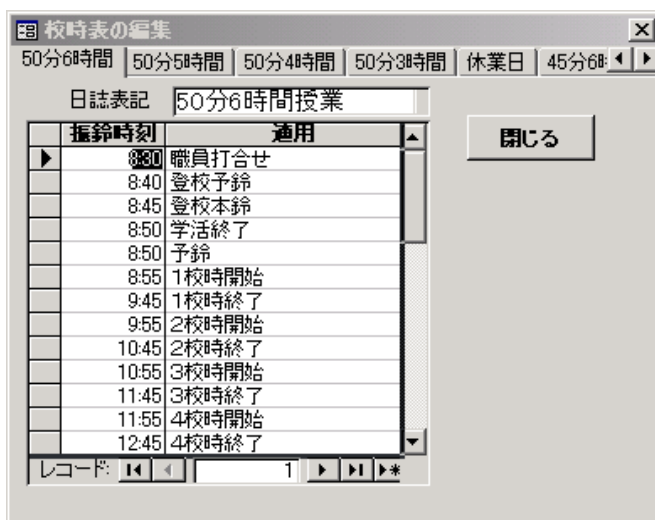 校時表の編集
50分6時間 50分5時間 50分4時間 50分3時間 休業日 45分6時
日誌表記 50分6時間授業
振鈴時刻 適用
閉じる
8:30 職員打合せ
8:40 登校予鈴
8:45 登校本鈴
8:50 学活終了
8:50 予鈴
8:55 1校時開始
9:45 1校時終了
9:55 2校時開始
10:45 2校時終了
10:55 3校時開始
11:45 3校時終了
11:55 4校時開始
12:45 4校時終了
レコード: 1